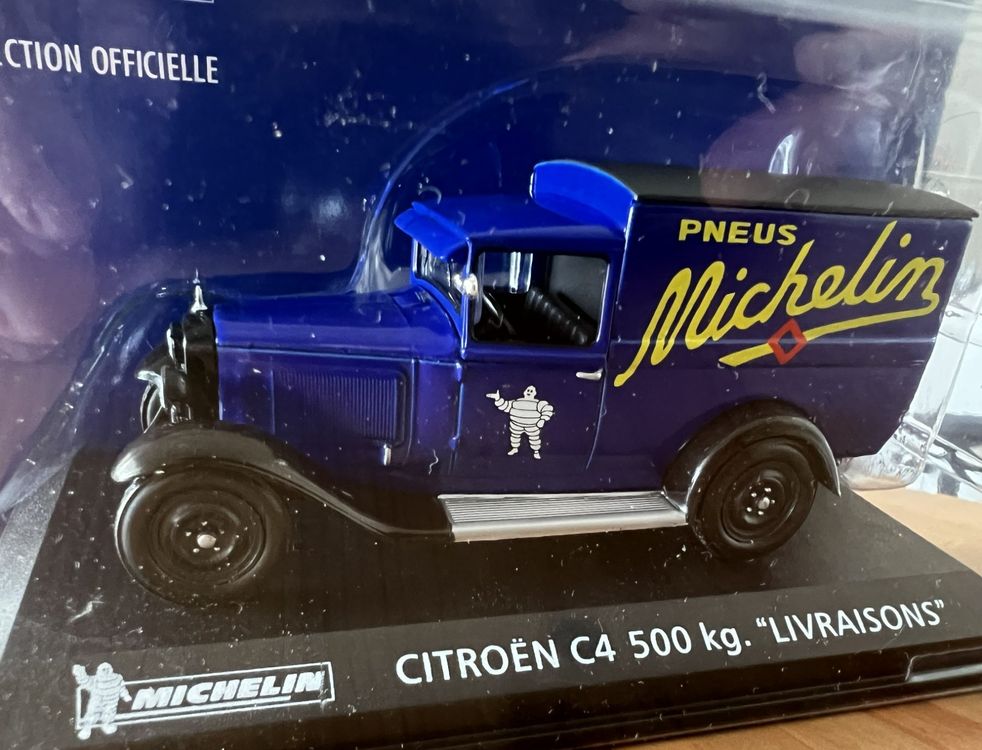 CTION OFFICIELLE
PNEUS
Michelin
CITROËN C4 500 kg. "LIVRAISONS"
MICHELIN